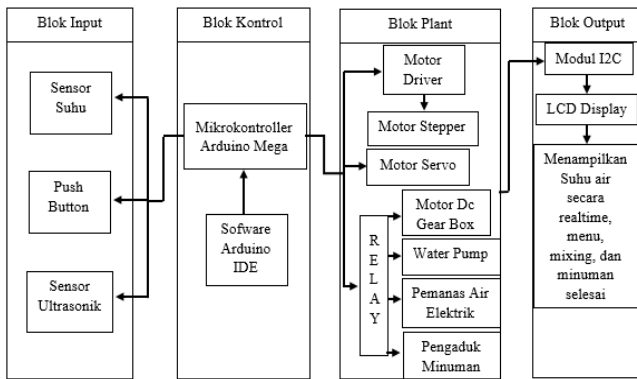 Blok Input
Sensor
Suhu
Push
Button
Sensor
Ultrasonik
Blok Kontrol
Mikrokontroller
Arduino Mega
Sofware
Arduino
IDE
Blok Plant
Motor
Driver
Motor Stepper
Motor Servo
R
E
L
A
Y
Motor Dc
Gear Box
Water Pump
Pemanas Air
Elektrik
Pengaduk
Minuman
Blok Output
Modul I2C
LCD Display
Menampilkan
Suhu air
secara
realtime,
menu,
mixing, dan
minuman
selesai